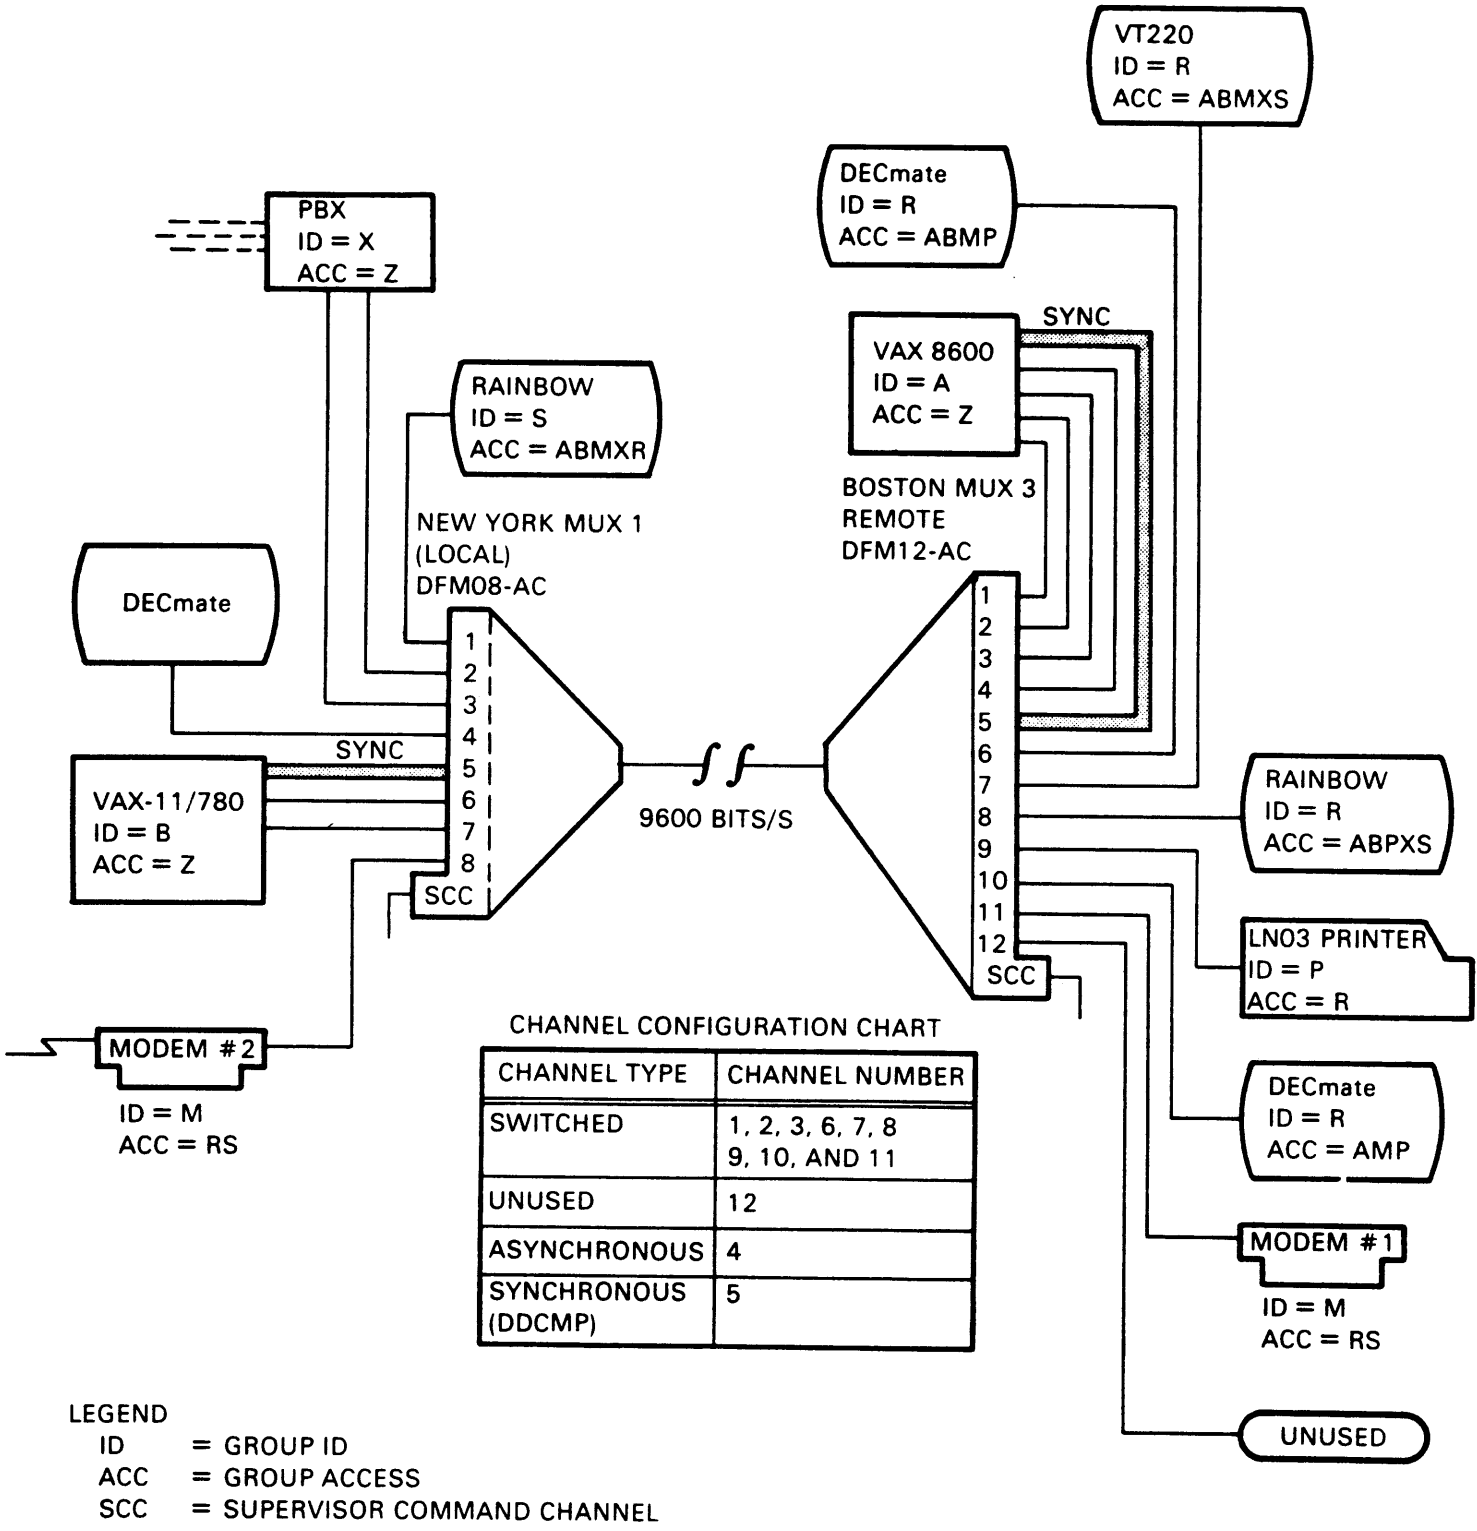 VT220
ID = R
ACC = ABMXS
DECmate
ID = R
ACC = ABMP
PBX
ID = X
ACC = Z
SYNC
VAX 8600
ID = A
ACC = Z
RAINBOW
ID = S
ACC = ABMXR
BOSTON MUX 3
REMOTE
DFM12-AC
NEW YORK MUX 1
(LOCAL)
DFM08-AC
DECmate
1
2
3
4
5
6
7
8
SCC
SYNC
VAX-11/780
ID = B
ACC = Z
9600 BITS/S
1
2
3
4
5
6
7
8
9
10
11
12
SCC
RAINBOW
ID = R
ACC = ABPXS
LN03 PRINTER
ID = P
ACC = R
MODEM #2
ID = M
ACC = RS
DECmate
ID = R
ACC = AMP
MODEM #1
ID = M
ACC = RS
UNUSED
CHANNEL CONFIGURATION CHART
CHANNEL TYPE CHANNEL NUMBER
SWITCHED 1, 2, 3, 6, 7, 8
9, 10, AND 11
UNUSED 12
ASYNCHRONOUS 4
SYNCHRONOUS 5
(DDCMP)
LEGEND
ID = GROUP ID
ACC = GROUP ACCESS
SCC = SUPERVISOR COMMAND CHANNEL